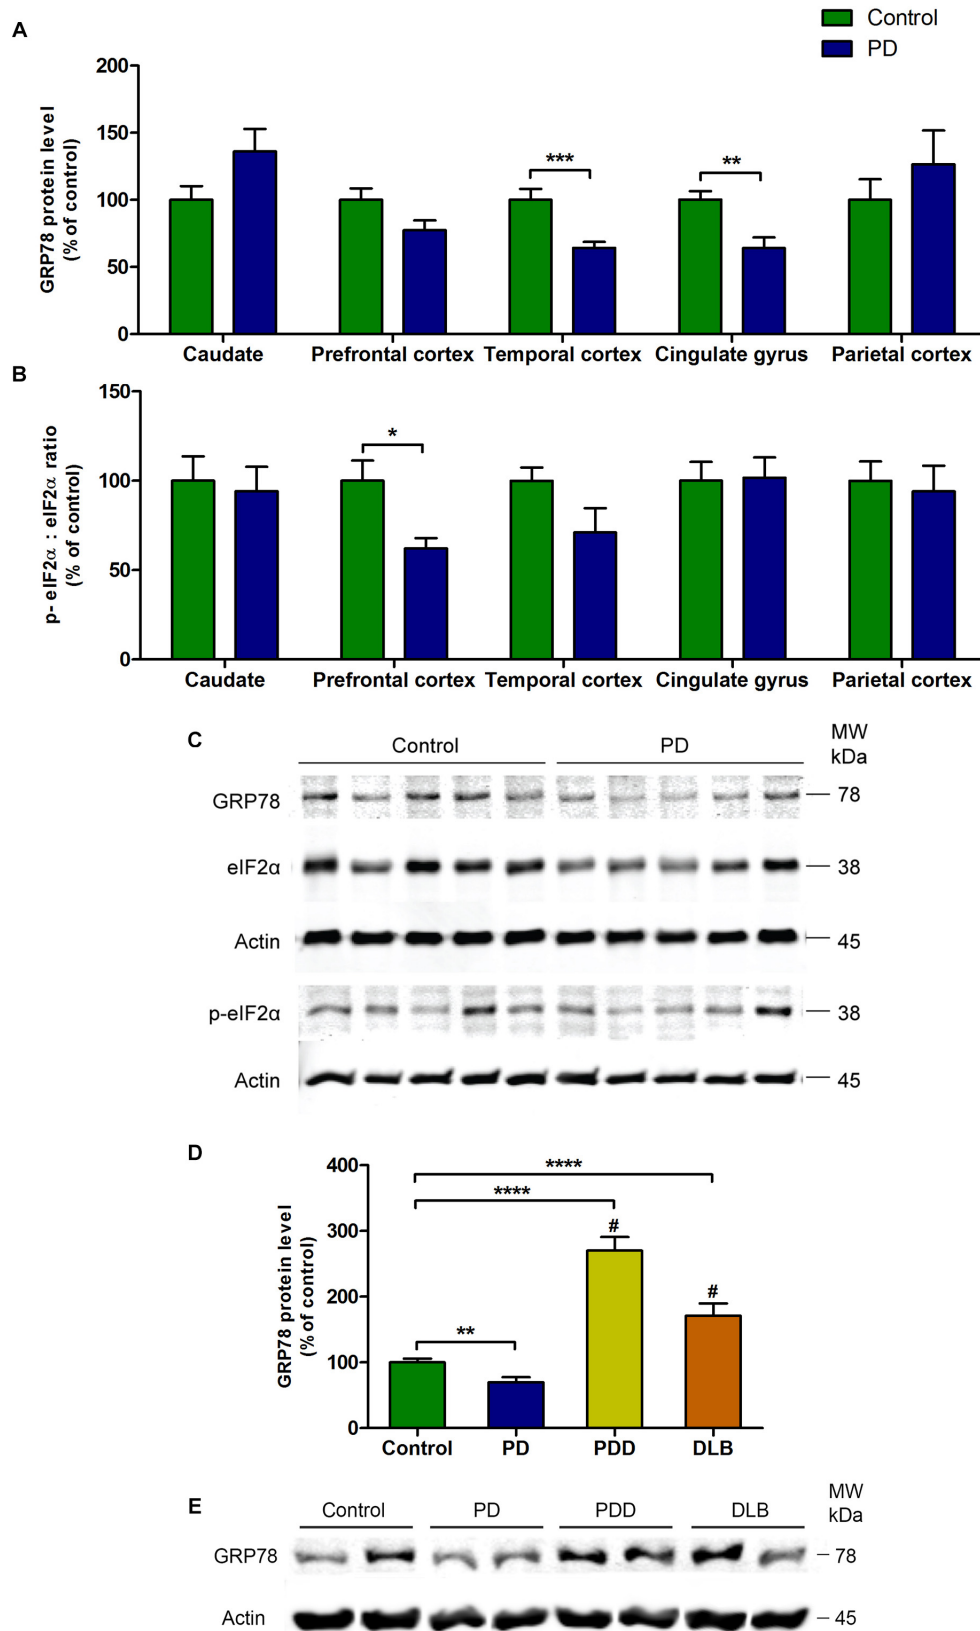 A
Control
PD
GRP78 protein level
(% of control)
200
150
100
50
0
***
**
Caudate
Prefrontal cortex
Temporal cortex
Cingulate gyrus
Parietal cortex
B
p- eIF2α : eIF2α ratio
(% of control)
150
100
50
0
*
Caudate
Prefrontal cortex
Temporal cortex
Cingulate gyrus
Parietal cortex
C
Control
PD
MW
kDa
GRP78
78
eIF2α
38
Actin
45
p-eIF2α
38
Actin
45
D
GRP78 protein level
(% of control)
400
300
200
100
0
****
****
#
#
**
Control
PD
PDD
DLB
E
Control
PD
PDD
DLB
MW
kDa
GRP78
78
Actin
45